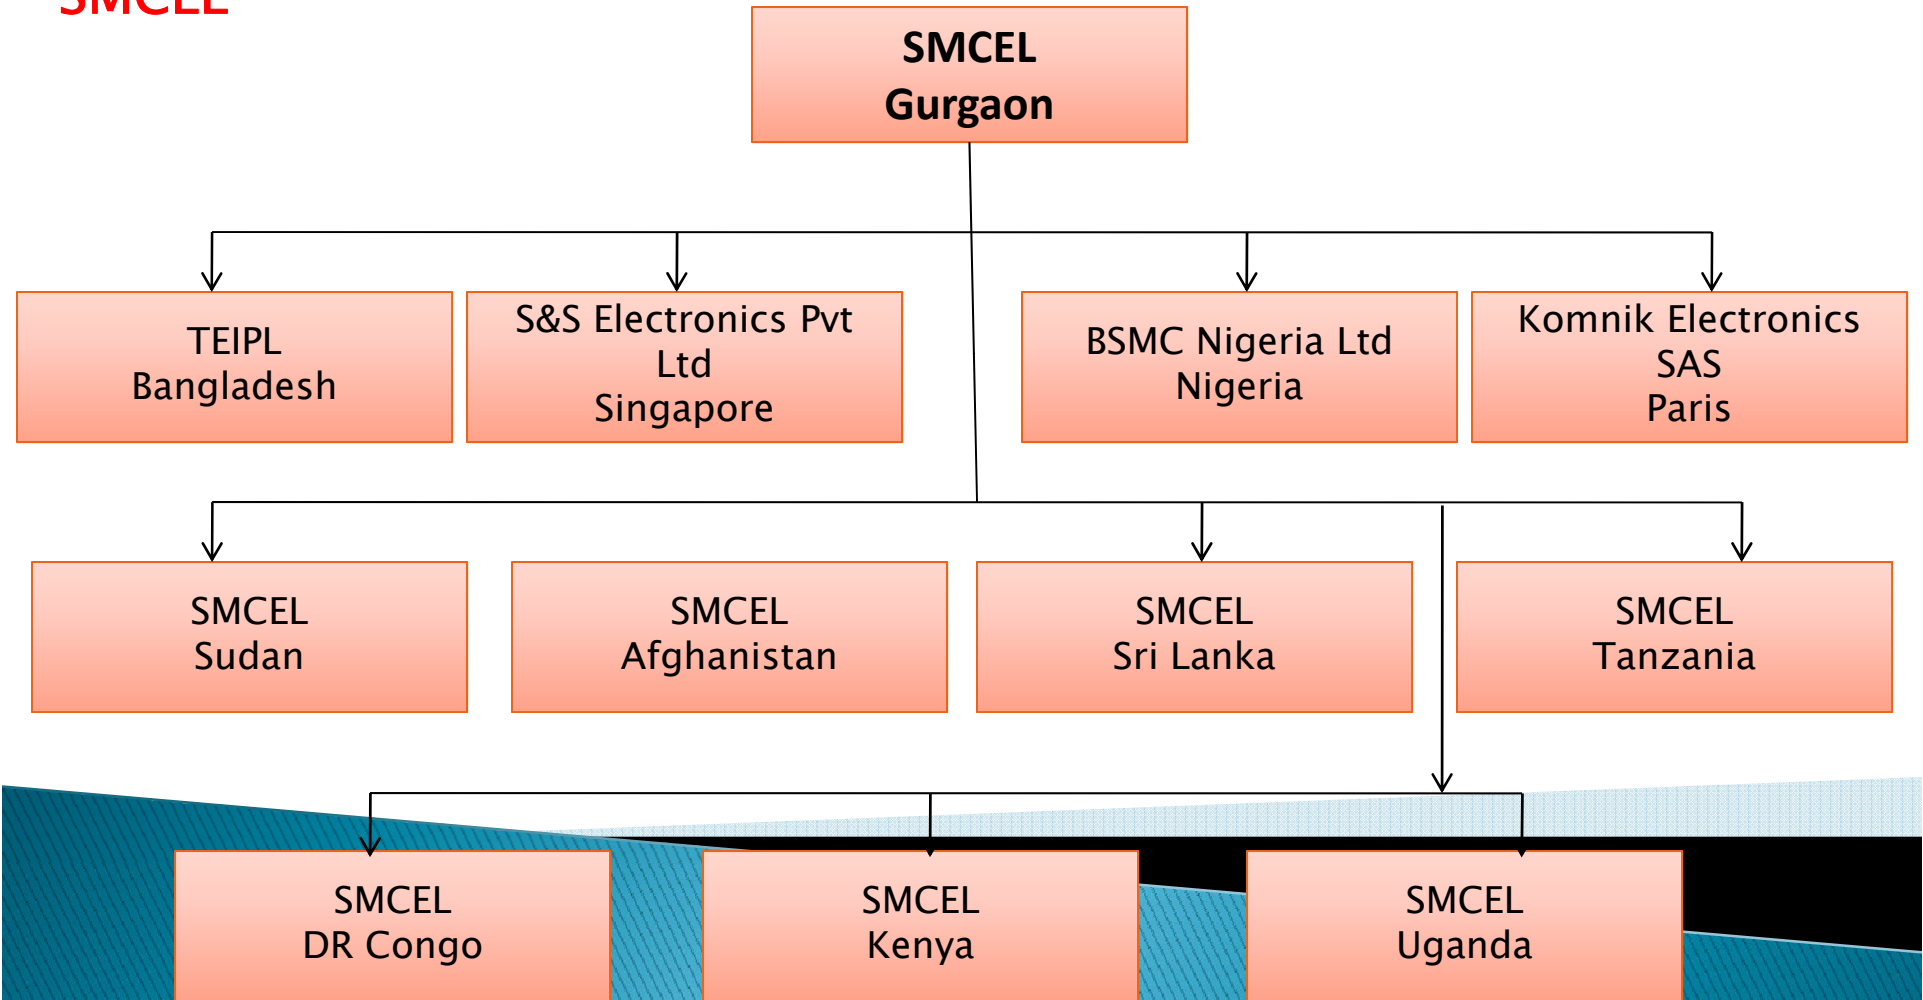 SMCEL
SMCEL
Gurgaon
TEIPL
Bangladesh
S&S Electronics Pvt
Ltd
Singapore
BSMC Nigeria Ltd
Nigeria
Komnik Electronics
SAS
Paris
SMCEL
Sudan
SMCEL
Afghanistan
SMCEL
Sri Lanka
SMCEL
Tanzania
SMCEL
DR Congo
SMCEL
Kenya
SMCEL
Uganda